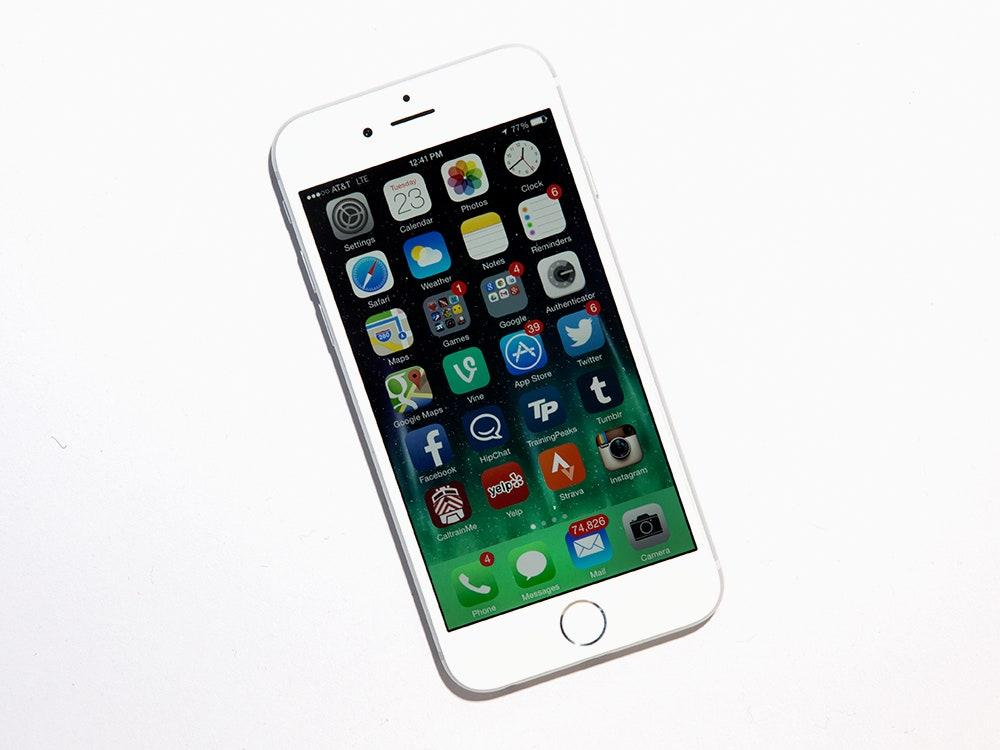 AT&T LTE 12:41 PM 77%
Tuesday
23
Settings Calendar Photos Clock
6
Safari Weather Notes Reminders
280
1 4
Maps Games Google Authenticator
39 6
Google Maps Vine App Store Twitter
f TP t
Facebook HipChat TrainingPeaks Tumblr
yelp
CaltrainMe Yelp Strava Instagram
4 74,826
Phone Messages Mail Camera